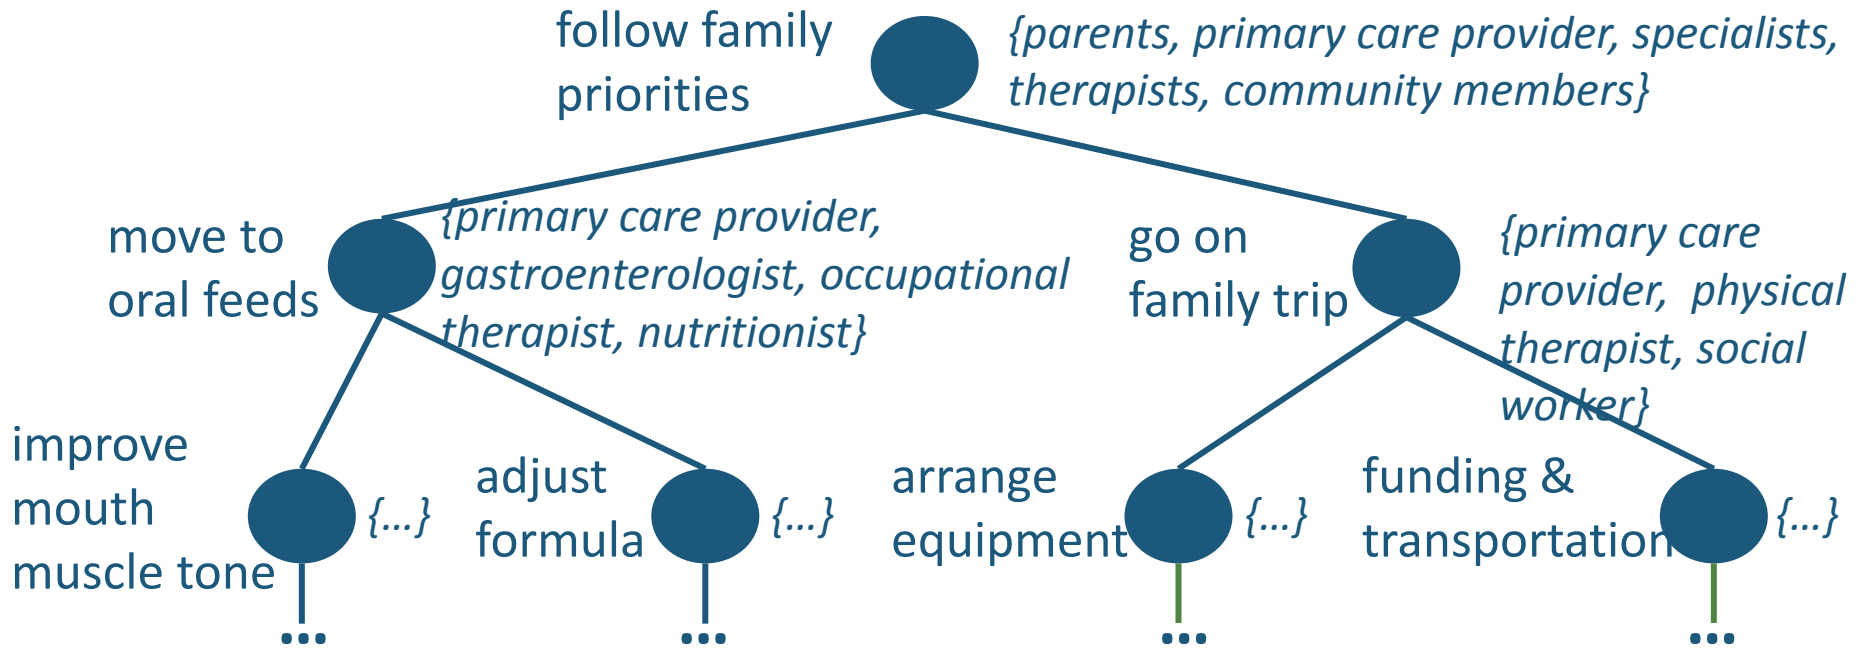 follow family
priorities
{parents, primary care provider, specialists,
therapists, community members}
move to
oral feeds
{primary care provider,
gastroenterologist, occupational
therapist, nutritionist}
go on
family trip
{primary care
provider,  physical
therapist, social
worker}
improve
mouth
muscle tone
{...}
adjust
formula
{...}
arrange
equipment
{...}
funding &
transportation
{...}
...
...
...
...